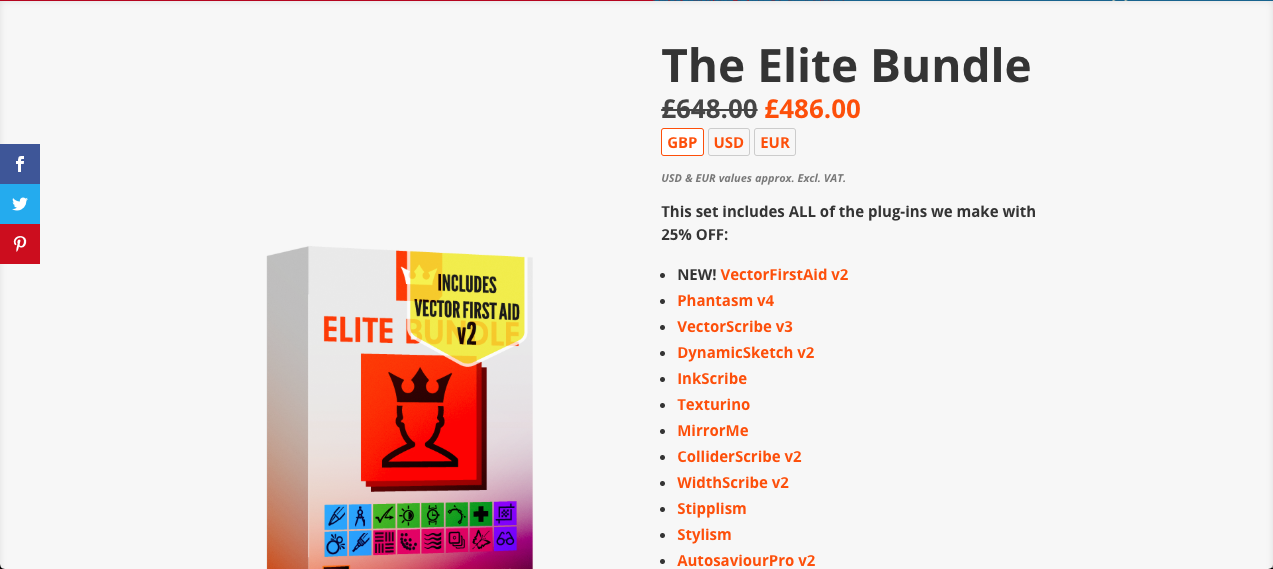 The Elite Bundle
£648.00 £486.00
GBP USD EUR
USD & EUR values approx. Excl. VAT.
This set includes ALL of the plug-ins we make with
25% OFF:
NEW! VectorFirstAid v2
Phantasm v4
VectorScribe v3
DynamicSketch v2
InkScribe
Texturino
MirrorMe
ColliderScribe v2
WidthScribe v2
Stipplism
Stylism
AutosaviourPro v2
INCLUDES
VECTOR FIRST AID
v2
ELITE BUNDLE